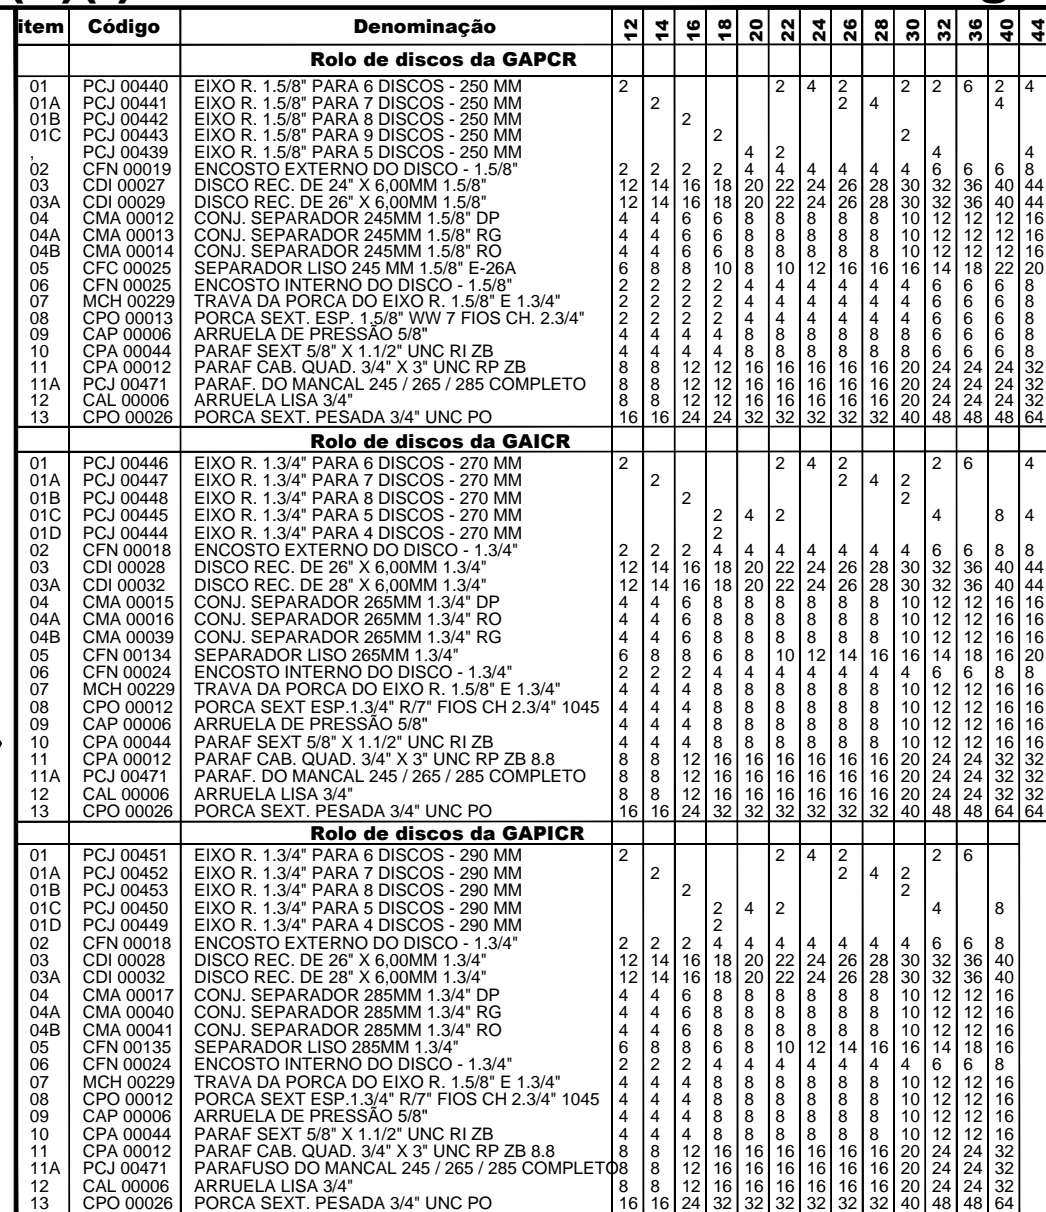 item Código Denominação 12 14 16 18 20 22 24 26 28 30 32 36 40 44
Rolo de discos da GAPCR
01 PCJ 00440 EIXO R. 1.5/8" PARA 6 DISCOS - 250 MM 2 2 4 2 2 2 6 2 4
01A PCJ 00441 EIXO R. 1.5/8" PARA 7 DISCOS - 250 MM 2 2 4 4
01B PCJ 00442 EIXO R. 1.5/8" PARA 8 DISCOS - 250 MM 2
01C PCJ 00443 EIXO R. 1.5/8" PARA 9 DISCOS - 250 MM 2 2
, PCJ 00439 EIXO R. 1.5/8" PARA 5 DISCOS - 250 MM 4 2 4 4
02 CFN 00019 ENCOSTO EXTERNO DO DISCO - 1.5/8" 2 2 2 2 4 4 4 4 4 4 6 6 6 8
03 CDI 00027 DISCO REC. DE 24" X 6,00MM 1.5/8" 12 14 16 18 20 22 24 26 28 30 32 36 40 44
03A CDI 00029 DISCO REC. DE 26" X 6,00MM 1.5/8" 12 14 16 18 20 22 24 26 28 30 32 36 40 44
04 CMA 00012 CONJ. SEPARADOR 245MM 1.5/8" DP 4 4 6 6 8 8 8 8 8 10 12 12 12 16
04A CMA 00013 CONJ. SEPARADOR 245MM 1.5/8" RG 4 4 6 6 8 8 8 8 8 10 12 12 12 16
04B CMA 00014 CONJ. SEPARADOR 245MM 1.5/8" RO 4 4 6 6 8 8 8 8 8 10 12 12 12 16
05 CFC 00025 SEPARADOR LISO 245 MM 1.5/8" E-26A 6 8 8 10 8 10 12 16 16 16 14 18 22 20
06 CFN 00025 ENCOSTO INTERNO DO DISCO - 1.5/8" 2 2 2 2 4 4 4 4 4 4 6 6 6 8
07 MCH 00229 TRAVA DA PORCA DO EIXO R. 1.5/8" E 1.3/4" 2 2 2 2 4 4 4 4 4 4 6 6 6 8
08 CPO 00013 PORCA SEXT. ESP. 1.5/8" WW 7 FIOS CH. 2.3/4" 2 2 2 2 4 4 4 4 4 4 6 6 6 8
09 CAP 00006 ARRUELA DE PRESSÃO 5/8" 4 4 4 4 8 8 8 8 8 8 6 6 6 8
10 CPA 00044 PARAF SEXT 5/8" X 1.1/2" UNC RI ZB 4 4 4 4 8 8 8 8 8 8 6 6 6 8
11 CPA 00012 PARAF CAB. QUAD. 3/4" X 3" UNC RP ZB 8 8 12 12 16 16 16 16 16 20 24 24 24 32
11A PCJ 00471 PARAF. DO MANCAL 245 / 265 / 285 COMPLETO 8 8 12 12 16 16 16 16 16 20 24 24 24 32
12 CAL 00006 ARRUELA LISA 3/4" 8 8 12 12 16 16 16 16 16 20 24 24 24 32
13 CPO 00026 PORCA SEXT. PESADA 3/4" UNC PO 16 16 24 24 32 32 32 32 32 40 48 48 48 64
Rolo de discos da GAICR
01 PCJ 00446 EIXO R. 1.3/4" PARA 6 DISCOS - 270 MM 2 2 4 2 2 6 4
01A PCJ 00447 EIXO R. 1.3/4" PARA 7 DISCOS - 270 MM 2 2 4 2
01B PCJ 00448 EIXO R. 1.3/4" PARA 8 DISCOS - 270 MM 2 2
01C PCJ 00445 EIXO R. 1.3/4" PARA 5 DISCOS - 270 MM 2 4 2 4 8 4
01D PCJ 00444 EIXO R. 1.3/4" PARA 4 DISCOS - 270 MM 2
02 CFN 00018 ENCOSTO EXTERNO DO DISCO - 1.3/4" 2 2 2 4 4 4 4 4 4 4 6 6 8 8
03 CDI 00028 DISCO REC. DE 26" X 6,00MM 1.3/4" 12 14 16 18 20 22 24 26 28 30 32 36 40 44
03A CDI 00032 DISCO REC. DE 28" X 6,00MM 1.3/4" 12 14 16 18 20 22 24 26 28 30 32 36 40 44
04 CMA 00015 CONJ. SEPARADOR 265MM 1.3/4" DP 4 4 6 8 8 8 8 8 8 10 12 12 16 16
04A CMA 00016 CONJ. SEPARADOR 265MM 1.3/4" RO 4 4 6 8 8 8 8 8 8 10 12 12 16 16
04B CMA 00039 CONJ. SEPARADOR 265MM 1.3/4" RG 4 4 6 8 8 8 8 8 8 10 12 12 16 16
05 CFN 00134 SEPARADOR LISO 265MM 1.3/4" 6 8 8 6 8 10 12 14 16 16 14 18 16 20
06 CFN 00024 ENCOSTO INTERNO DO DISCO - 1.3/4" 2 2 2 4 4 4 4 4 4 4 6 6 8 8
07 MCH 00229 TRAVA DA PORCA DO EIXO R. 1.5/8" E 1.3/4" 4 4 4 8 8 8 8 8 8 10 12 12 16 16
08 CPO 00012 PORCA SEXT ESP.1.3/4" R/7" FIOS CH 2.3/4" 1045 4 4 4 8 8 8 8 8 8 10 12 12 16 16
09 CAP 00006 ARRUELA DE PRESSÃO 5/8" 4 4 4 8 8 8 8 8 8 10 12 12 16 16
10 CPA 00044 PARAF SEXT 5/8" X 1.1/2" UNC RI ZB 4 4 4 8 8 8 8 8 8 10 12 12 16 16
11 CPA 00012 PARAF CAB. QUAD. 3/4" X 3" UNC RP ZB 8.8 8 8 12 16 16 16 16 16 16 20 24 24 32 32
11A PCJ 00471 PARAF. DO MANCAL 245 / 265 / 285 COMPLETO 8 8 12 16 16 16 16 16 16 20 24 24 32 32
12 CAL 00006 ARRUELA LISA 3/4" 8 8 12 16 16 16 16 16 16 20 24 24 32 32
13 CPO 00026 PORCA SEXT. PESADA 3/4" UNC PO 16 16 24 32 32 32 32 32 32 40 48 48 64 64
Rolo de discos da GAPICR
01 PCJ 00451 EIXO R. 1.3/4" PARA 6 DISCOS - 290 MM 2 2 4 2 2 6
01A PCJ 00452 EIXO R. 1.3/4" PARA 7 DISCOS - 290 MM 2 2 4 2
01B PCJ 00453 EIXO R. 1.3/4" PARA 8 DISCOS - 290 MM 2 2
01C PCJ 00450 EIXO R. 1.3/4" PARA 5 DISCOS - 290 MM 2 4 2 4 8
01D PCJ 00449 EIXO R. 1.3/4" PARA 4 DISCOS - 290 MM 2
02 CFN 00018 ENCOSTO EXTERNO DO DISCO - 1.3/4" 2 2 2 4 4 4 4 4 4 4 6 6 8
03 CDI 00028 DISCO REC. DE 26" X 6,00MM 1.3/4" 12 14 16 18 20 22 24 26 28 30 32 36 40
03A CDI 00032 DISCO REC. DE 28" X 6,00MM 1.3/4" 12 14 16 18 20 22 24 26 28 30 32 36 40
04 CMA 00017 CONJ. SEPARADOR 285MM 1.3/4" DP 4 4 6 8 8 8 8 8 8 10 12 12 16
04A CMA 00040 CONJ. SEPARADOR 285MM 1.3/4" RG 4 4 6 8 8 8 8 8 8 10 12 12 16
04B CMA 00041 CONJ. SEPARADOR 285MM 1.3/4" RO 4 4 6 8 8 8 8 8 8 10 12 12 16
05 CFN 00135 SEPARADOR LISO 285MM 1.3/4" 6 8 8 6 8 10 12 14 16 16 14 18 16
06 CFN 00024 ENCOSTO INTERNO DO DISCO - 1.3/4" 2 2 2 4 4 4 4 4 4 4 6 6 8
07 MCH 00229 TRAVA DA PORCA DO EIXO R. 1.5/8" E 1.3/4" 4 4 4 8 8 8 8 8 8 10 12 12 16
08 CPO 00012 PORCA SEXT ESP.1.3/4" R/7" FIOS CH 2.3/4" 1045 4 4 4 8 8 8 8 8 8 10 12 12 16
09 CAP 00006 ARRUELA DE PRESSÃO 5/8" 4 4 4 8 8 8 8 8 8 10 12 12 16
10 CPA 00044 PARAF SEXT 5/8" X 1.1/2" UNC RI ZB 4 4 4 8 8 8 8 8 8 10 12 12 16
11 CPA 00012 PARAF CAB. QUAD. 3/4" X 3" UNC RP ZB 8.8 8 8 12 16 16 16 16 16 16 20 24 24 32
11A PCJ 00471 PARAFUSO DO MANCAL 245 / 265 / 285 COMPLETO 8 8 12 16 16 16 16 16 16 20 24 24 32
12 CAL 00006 ARRUELA LISA 3/4" 8 8 12 16 16 16 16 16 16 20 24 24 32
13 CPO 00026 PORCA SEXT. PESADA 3/4" UNC PO 16 16 24 32 32 32 32 32 32 40 48 48 64